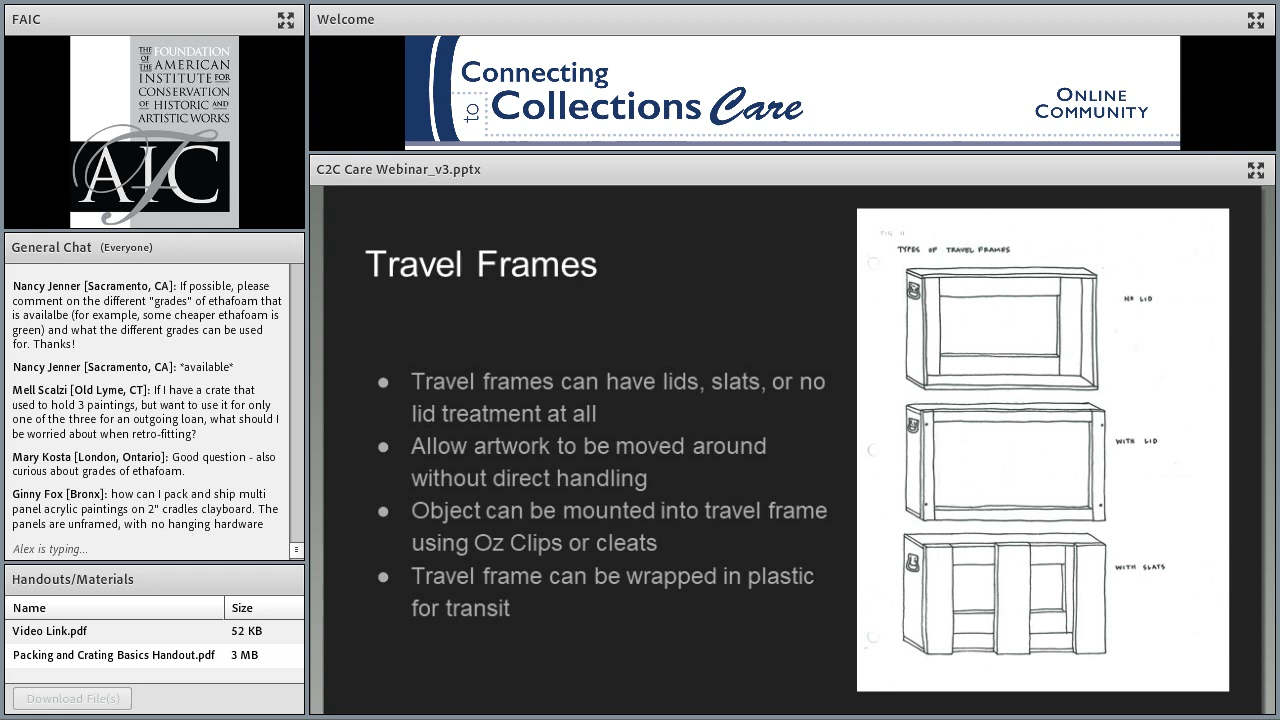 FAIC
THE FOUNDATION
OF THE AMERICAN
INSTITUTE FOR
CONSERVATION
OF HISTORIC AND
ARTISTIC WORKS
AIC
General Chat (Everyone)
Nancy Jenner [Sacramento, CA]: If possible, please
comment on the different "grades" of ethafoam that
is availalbe (for example, some cheaper ethafoam is
green) and what the different grades can be used
for. Thanks!
Nancy Jenner [Sacramento, CA]: *available*
Mell Scalzi [Old Lyme, CT]: If I have a crate that
used to hold 3 paintings, but want to use it for only
one of the three for an outgoing loan, what should I
be worried about when retro-fitting?
Mary Kosta [London, Ontario]: Good question - also
curious about grades of ethafoam.
Ginny Fox [Bronx]: how can I pack and ship multi
panel acrylic paintings on 2" cradles claybard. The
panels are unframed, with no hanging hardware
Alex is typing...
Handouts/Materials
Name Size
Video Link.pdf 52 KB
Packing and Crating Basics Handout.pdf 3 MB
Download File(s)
Welcome
Connecting
to Collections Care
ONLINE
COMMUNITY
C2C Care Webinar_v3.pptx
Travel Frames
● Travel frames can have lids, slats, or no
lid treatment at all
● Allow artwork to be moved around
without direct handling
● Object can be mounted into travel frame
using Oz Clips or cleats
● Travel frame can be wrapped in plastic
for transit
FIG 11
TYPES OF TRAVEL FRAMES
NO LID
WITH LID
WITH SLATS